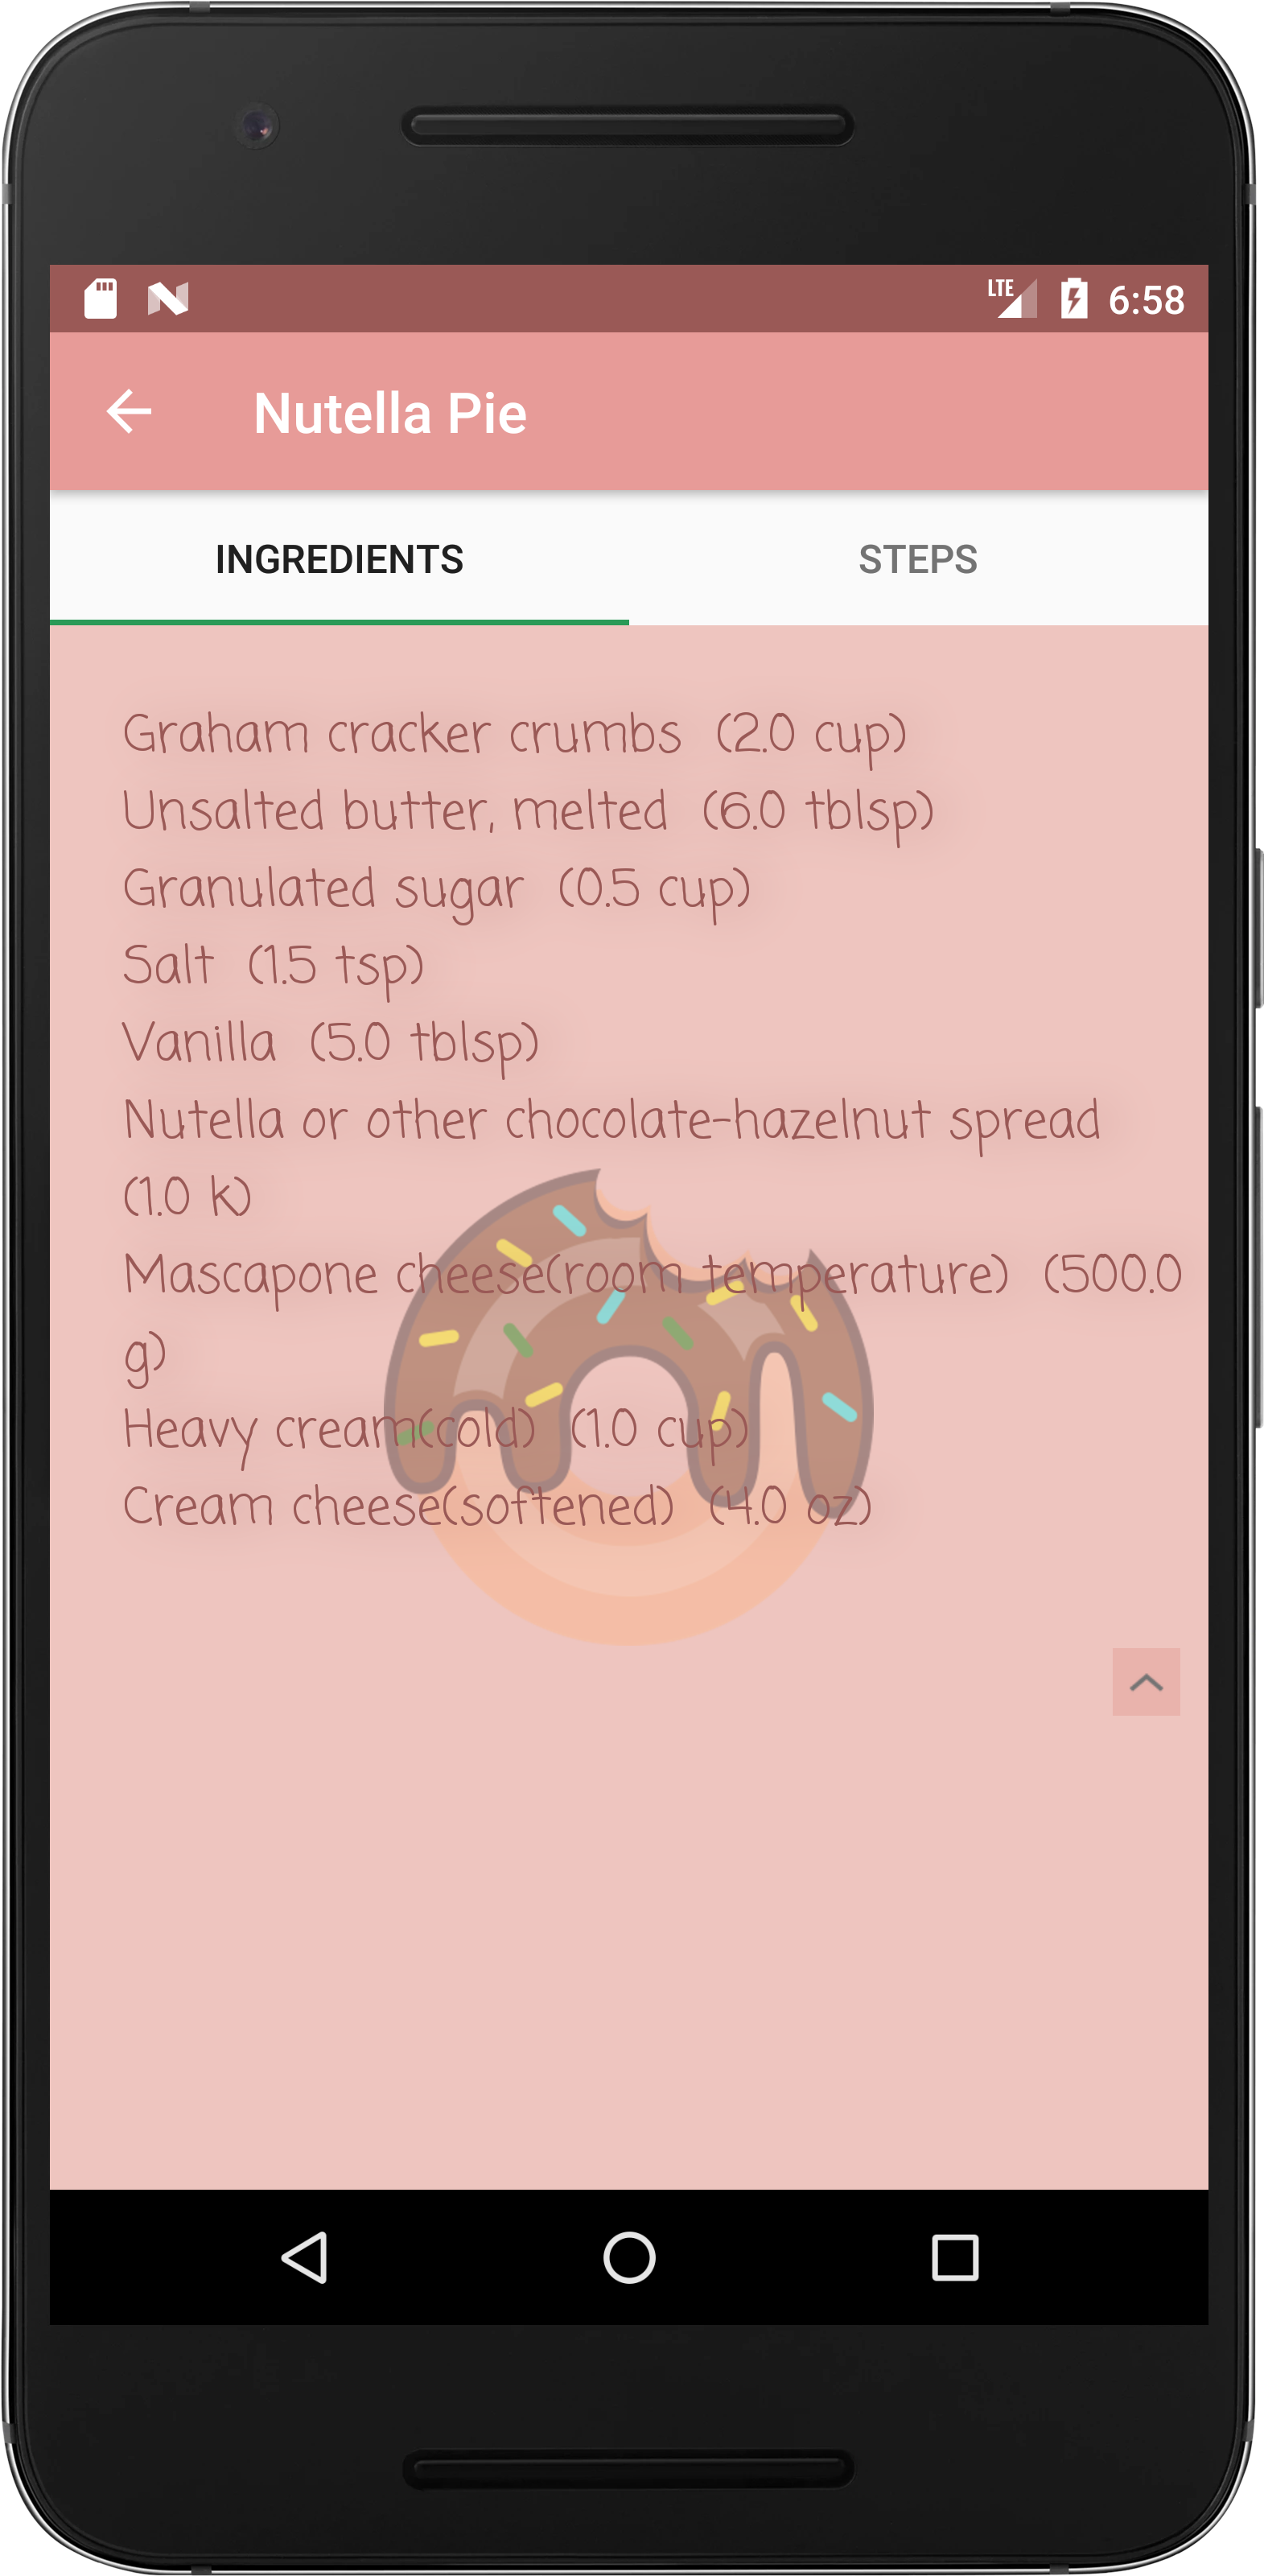 LTE 6:58
Nutella Pie
INGREDIENTS STEPS
Graham cracker crumbs (2.0 cup)
Unsalted butter, melted (6.0 tblsp)
Granulated sugar (0.5 cup)
Salt (1.5 tsp)
Vanilla (5.0 tblsp)
Nutella or other chocolate-hazelnut spread
(1.0 k)
Mascapone cheese(room temperature) (500.0
g)
Heavy cream(cold) (1.0 cup)
Cream cheese(softened) (4.0 oz)